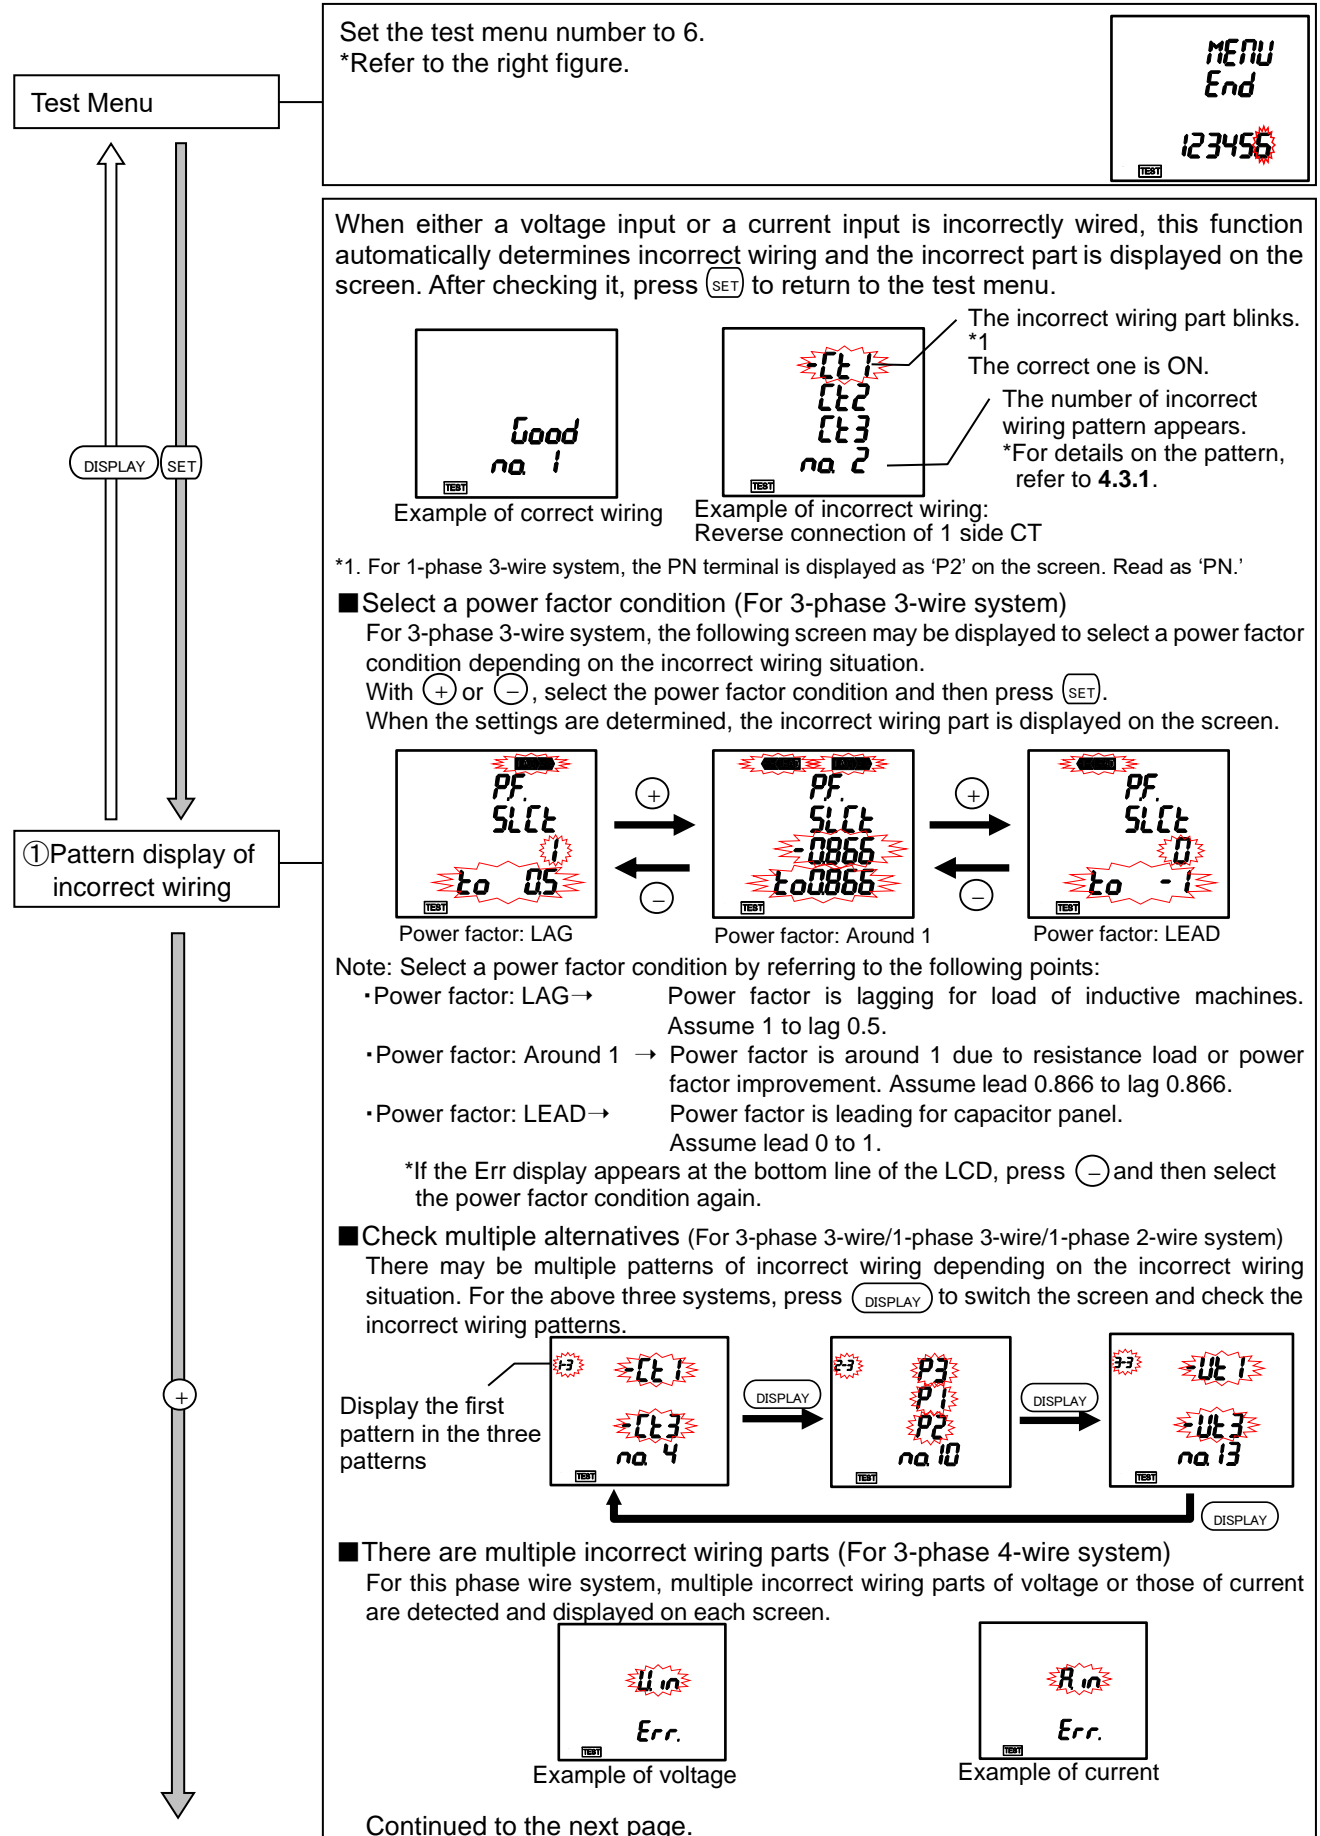 Set the test menu number to 6.
*Refer to the right figure.
MENU
End
123456
TEST
Test Menu
DISPLAY SET
When either a voltage input or a current input is incorrectly wired, this function
automatically determines incorrect wiring and the incorrect part is displayed on the
screen. After checking it, press SET to return to the test menu.
Good
no. 1
TEST
Example of correct wiring
-Ct1
Ct2
Ct3
no. 2
TEST
Example of incorrect wiring:
Reverse connection of 1 side CT
The incorrect wiring part blinks.
*1
The correct one is ON.
The number of incorrect
wiring pattern appears.
*For details on the pattern,
refer to 4.3.1.
*1. For 1-phase 3-wire system, the PN terminal is displayed as ‘P2’ on the screen. Read as ‘PN.’
■Select a power factor condition (For 3-phase 3-wire system)
For 3-phase 3-wire system, the following screen may be displayed to select a power factor
condition depending on the incorrect wiring situation.
With + or −, select the power factor condition and then press SET.
When the settings are determined, the incorrect wiring part is displayed on the screen.
P.F.
SLCt
1
to 0.5
TEST
Power factor: LAG
+
−
P.F.
SLCt
-0.866
to0.866
TEST
Power factor: Around 1
+
−
P.F.
SLCt
0
to -1
TEST
Power factor: LEAD
①Pattern display of
incorrect wiring
Note: Select a power factor condition by referring to the following points:
・Power factor: LAG→ Power factor is lagging for load of inductive machines.
Assume 1 to lag 0.5.
・Power factor: Around 1 → Power factor is around 1 due to resistance load or power
factor improvement. Assume lead 0.866 to lag 0.866.
・Power factor: LEAD→ Power factor is leading for capacitor panel.
Assume lead 0 to 1.
*If the Err display appears at the bottom line of the LCD, press − and then select
the power factor condition again.
■Check multiple alternatives (For 3-phase 3-wire/1-phase 3-wire/1-phase 2-wire system)
There may be multiple patterns of incorrect wiring depending on the incorrect wiring
situation. For the above three systems, press DISPLAY to switch the screen and check the
incorrect wiring patterns.
+
Display the first
pattern in the three
patterns
1-3
-Ct1
-Ct3
no. 4
TEST
DISPLAY
2-3
P3
P1
P2
no.10
TEST
DISPLAY
3-3
-Ut1
-Ut3
no.13
TEST
DISPLAY
■There are multiple incorrect wiring parts (For 3-phase 4-wire system)
For this phase wire system, multiple incorrect wiring parts of voltage or those of current
are detected and displayed on each screen.
U.in
Err.
TEST
Example of voltage
A.in
Err.
TEST
Example of current
Continued to the next page.